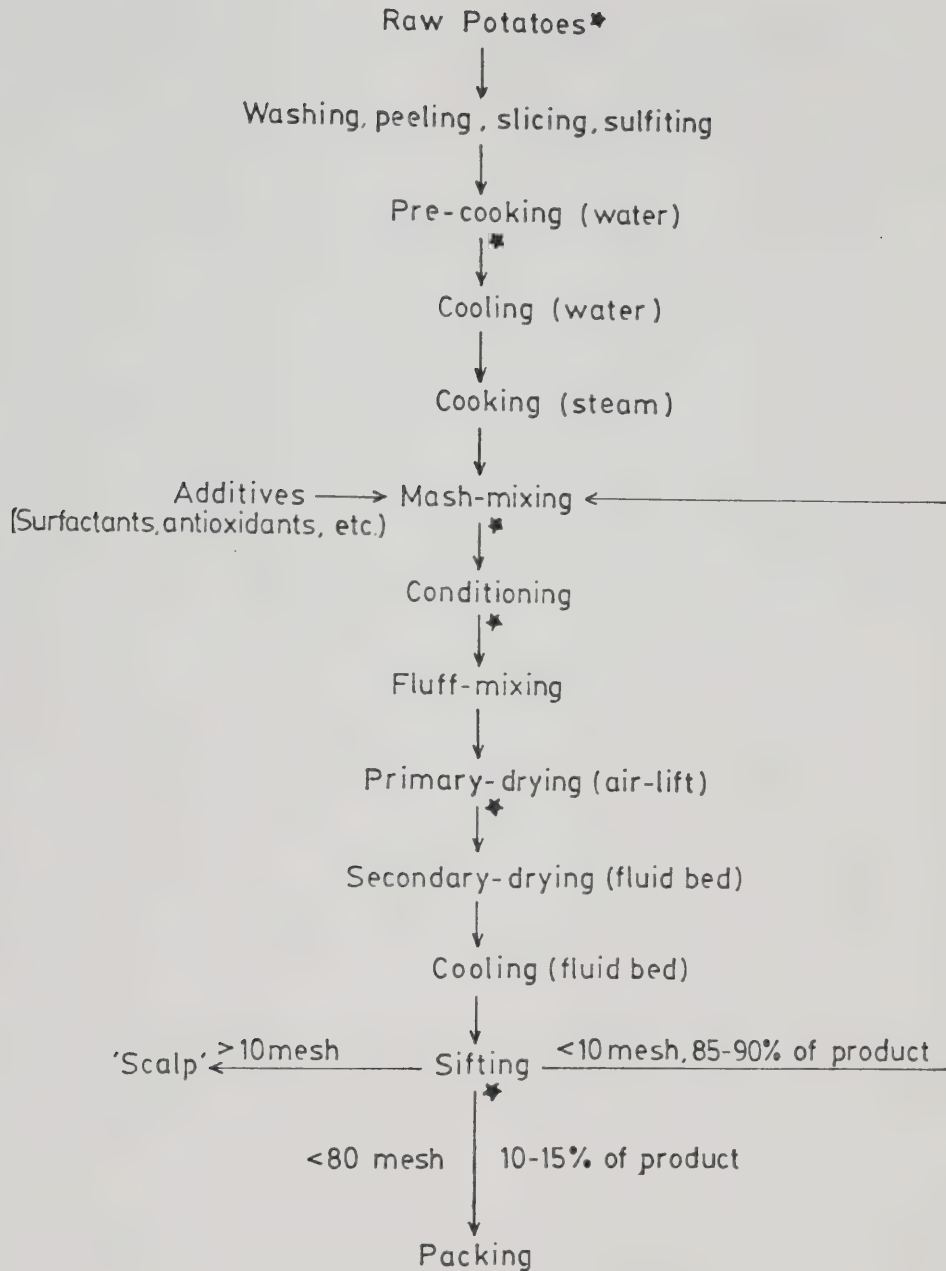 Raw Potatoes★
Washing, peeling, slicing, sulfiting
Pre-cooking (water)
★
Cooling (water)
Cooking (steam)
Additives
(Surfactants, antioxidants, etc.)
Mash-mixing
★
Conditioning
★
Fluff-mixing
Primary-drying (air-lift)
★
Secondary-drying (fluid bed)
Cooling (fluid bed)
'Scalp'
>10 mesh
Sifting
<10 mesh, 85-90% of product
★
<80 mesh
10-15% of product
Packing